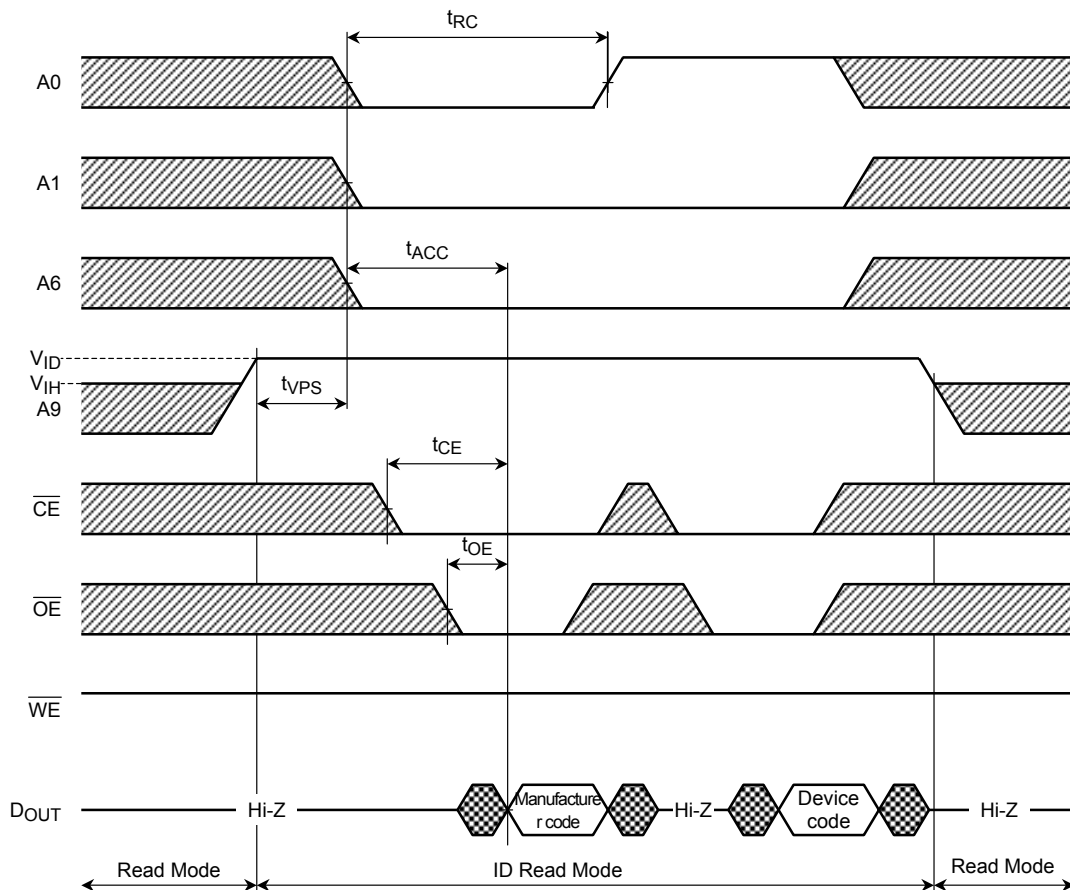 tRC
A0
A1
tACC
A6
VID
VIH
tVPS
A9
tCE
CE
tOE
OE
WE
DOUT
Hi-Z
Manufacture
r code
Hi-Z
Device
code
Hi-Z
Read Mode
ID Read Mode
Read Mode